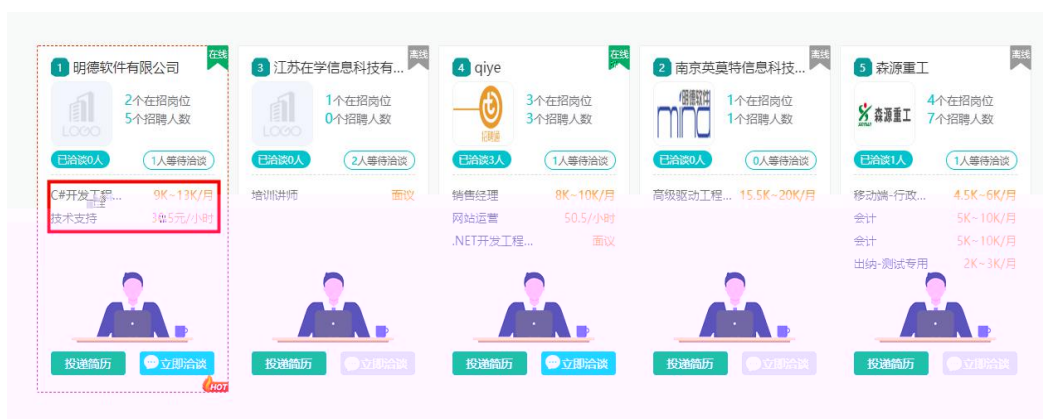 在线
1 明德软件有限公司
LOGO
2个在招岗位
5个招聘人数
已洽谈0人
1人等待洽谈
C#开发工程... 9K~13K/月
技术支持
投递简历
立即洽谈
HOT
离线
3 江苏在学信息科技有...
LOGO
1个在招岗位
0个招聘人数
已洽谈0人
2人等待洽谈
培训讲师 面议
投递简历
立即洽谈
在线
4 qiye
招聘通
3个在招岗位
3个招聘人数
已洽谈3人
1人等待洽谈
销售经理 8K~10K/月
网站运营 50.5/小时
.NET开发工程... 面议
投递简历
立即洽谈
离线
2 南京英莫特信息科技...
明德软件
mind
1个在招岗位
1个招聘人数
已洽谈0人
0人等待洽谈
高级驱动工程... 15.5K~20K/月
投递简历
立即洽谈
离线
5 森源重工
森源重工
4个在招岗位
7个招聘人数
已洽谈1人
1人等待洽谈
移动端-行政... 4.5K~6K/月
会计 5K~10K/月
会计 5K~10K/月
出纳-测试专用 2K~3K/月
投递简历
立即洽谈